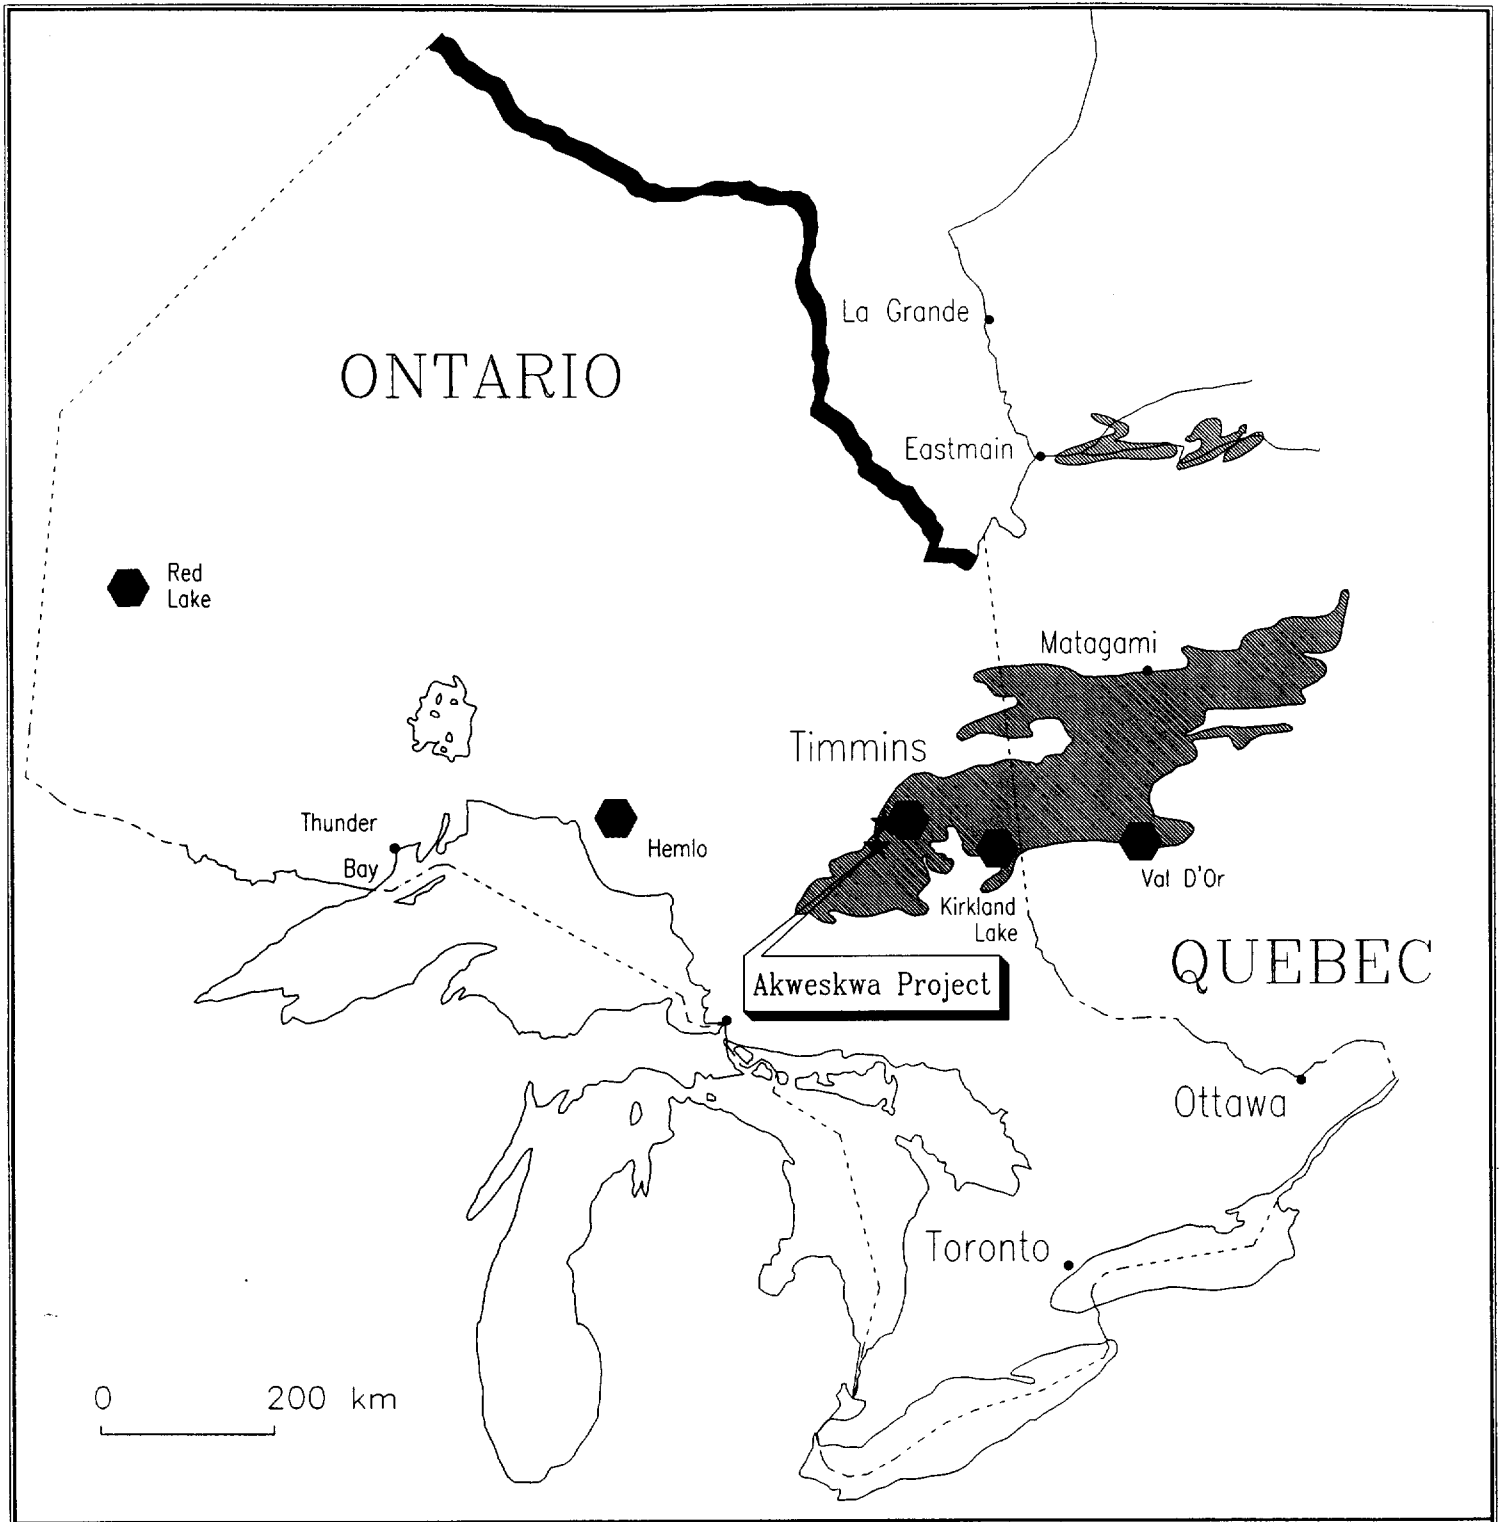 La Grande
ONTARIO
Eastmain
Red
Lake
Matagami
Timmins
Thunder
Bay
Hemlo
Val D'Or
Kirkland
Lake
QUEBEC
Akweskwa Project
Ottawa
Toronto
0 200 km